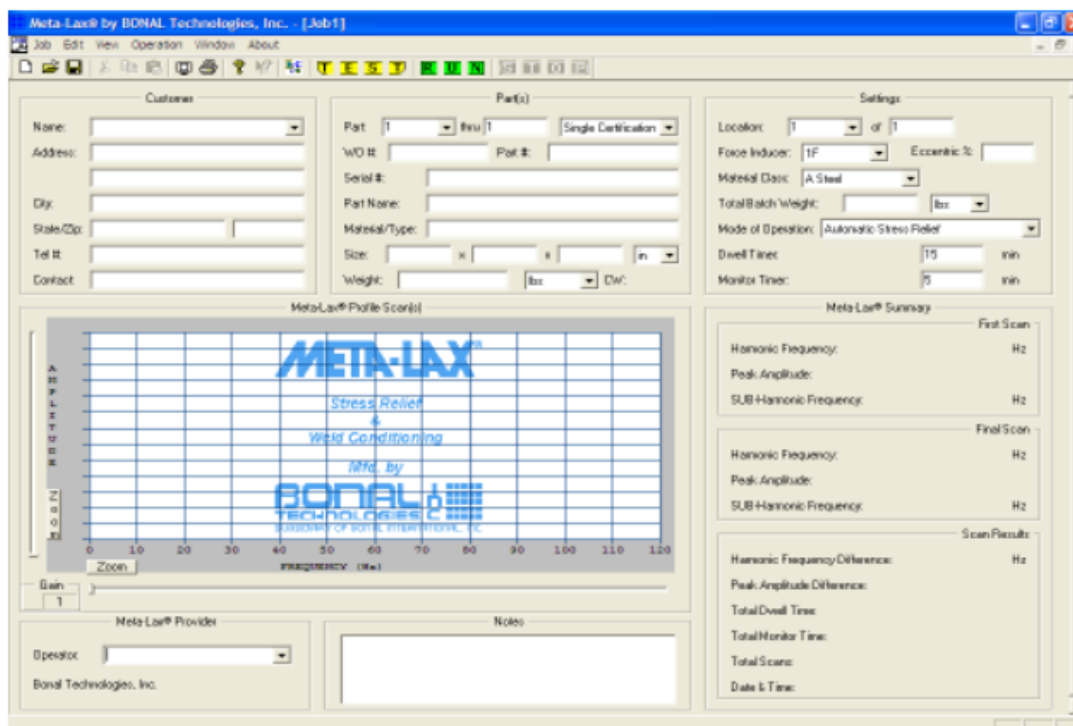 Meta-Lax® by BONAL Technologies, Inc. - [Job1]
Job Edit View Operation Window About
T E S T R U N
Customer
Name:
Address:
City:
State/Zip:
Tel #:
Contact:
Part(s)
Part 1 thru 1 Single Certification
WO #: Part #:
Serial #:
Part Name:
Material/Type:
Size: x x in
Weight: lbs CW:
Settings
Location: 1 of 1
Force Inducer: 1F Eccentric %:
Material Class: A Steel
Total Batch Weight: lbs
Mode of Operation: Automatic Stress Relief
Dwell Timer: 15 min
Monitor Timer: 5 min
Meta-Lax® Profile Scan(s)
AMPLITUDE
META-LAX®
Stress Relief
&
Weld Conditioning
Mfd. by
BONAL
TECHNOLOGIES
SUBSIDIARY OF BONAL INTERNATIONAL, INC.
Zoom
0 10 20 30 40 50 60 70 80 90 100 110 120
Zoom
FREQUENCY (Hz)
Gain
1
Meta-Lax® Summary
First Scan
Harmonic Frequency: Hz
Peak Amplitude:
SUB-Harmonic Frequency: Hz
Final Scan
Harmonic Frequency: Hz
Peak Amplitude:
SUB-Harmonic Frequency: Hz
Scan Results
Harmonic Frequency Difference: Hz
Peak Amplitude Difference:
Total Dwell Time:
Total Monitor Time:
Total Scans:
Date & Time:
Meta-Lax® Provider
Operator:
Bonal Technologies, Inc.
Notes